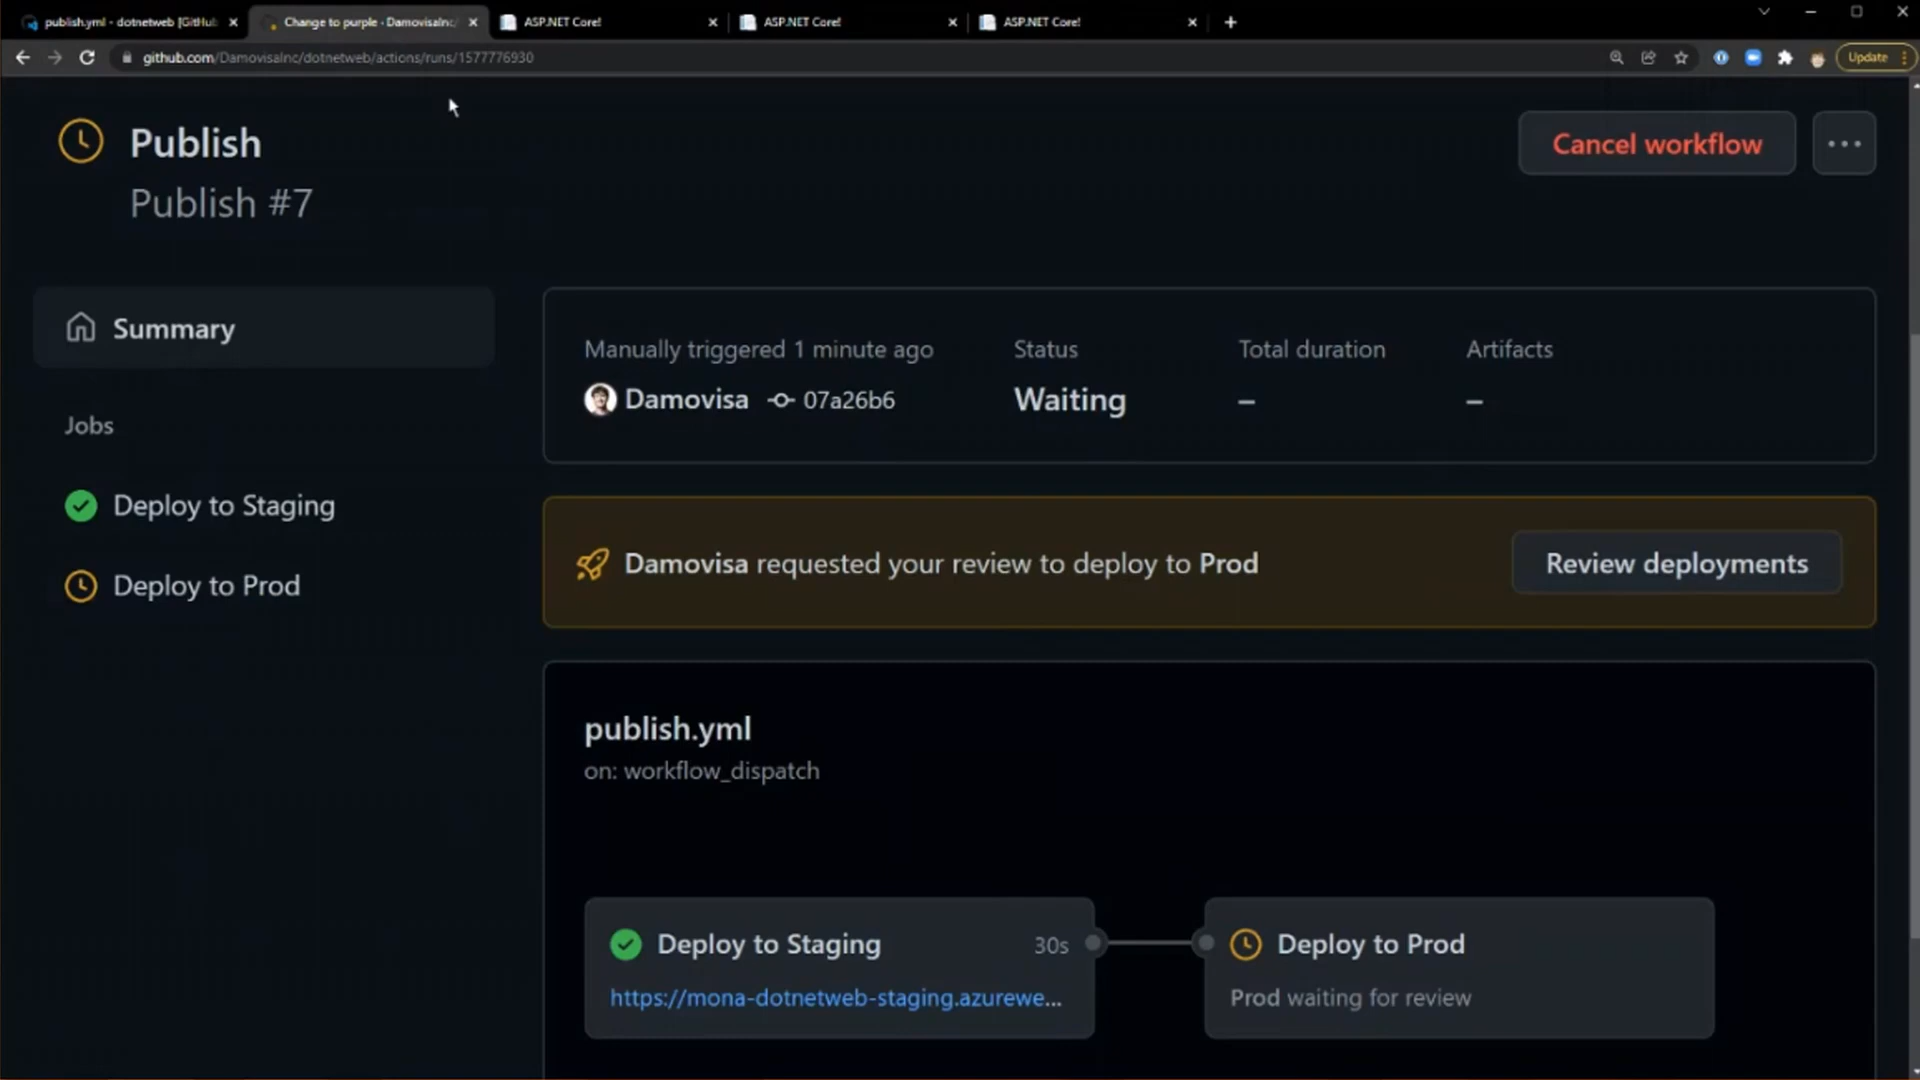 publish.yml - dotnetweb [GitHub
Change to purple · DamovisaInc/
ASP.NET Core!
ASP.NET Core!
ASP.NET Core!
github.com/DamovisaInc/dotnetweb/actions/runs/1577776930
Update
Publish
Publish #7
Cancel workflow
Summary
Jobs
Deploy to Staging
Deploy to Prod
Manually triggered 1 minute ago
Damovisa 07a26b6
Status
Waiting
Total duration
–
Artifacts
–
Damovisa requested your review to deploy to Prod
Review deployments
publish.yml
on: workflow_dispatch
Deploy to Staging 30s
https://mona-dotnetweb-staging.azurewe...
Deploy to Prod
Prod waiting for review